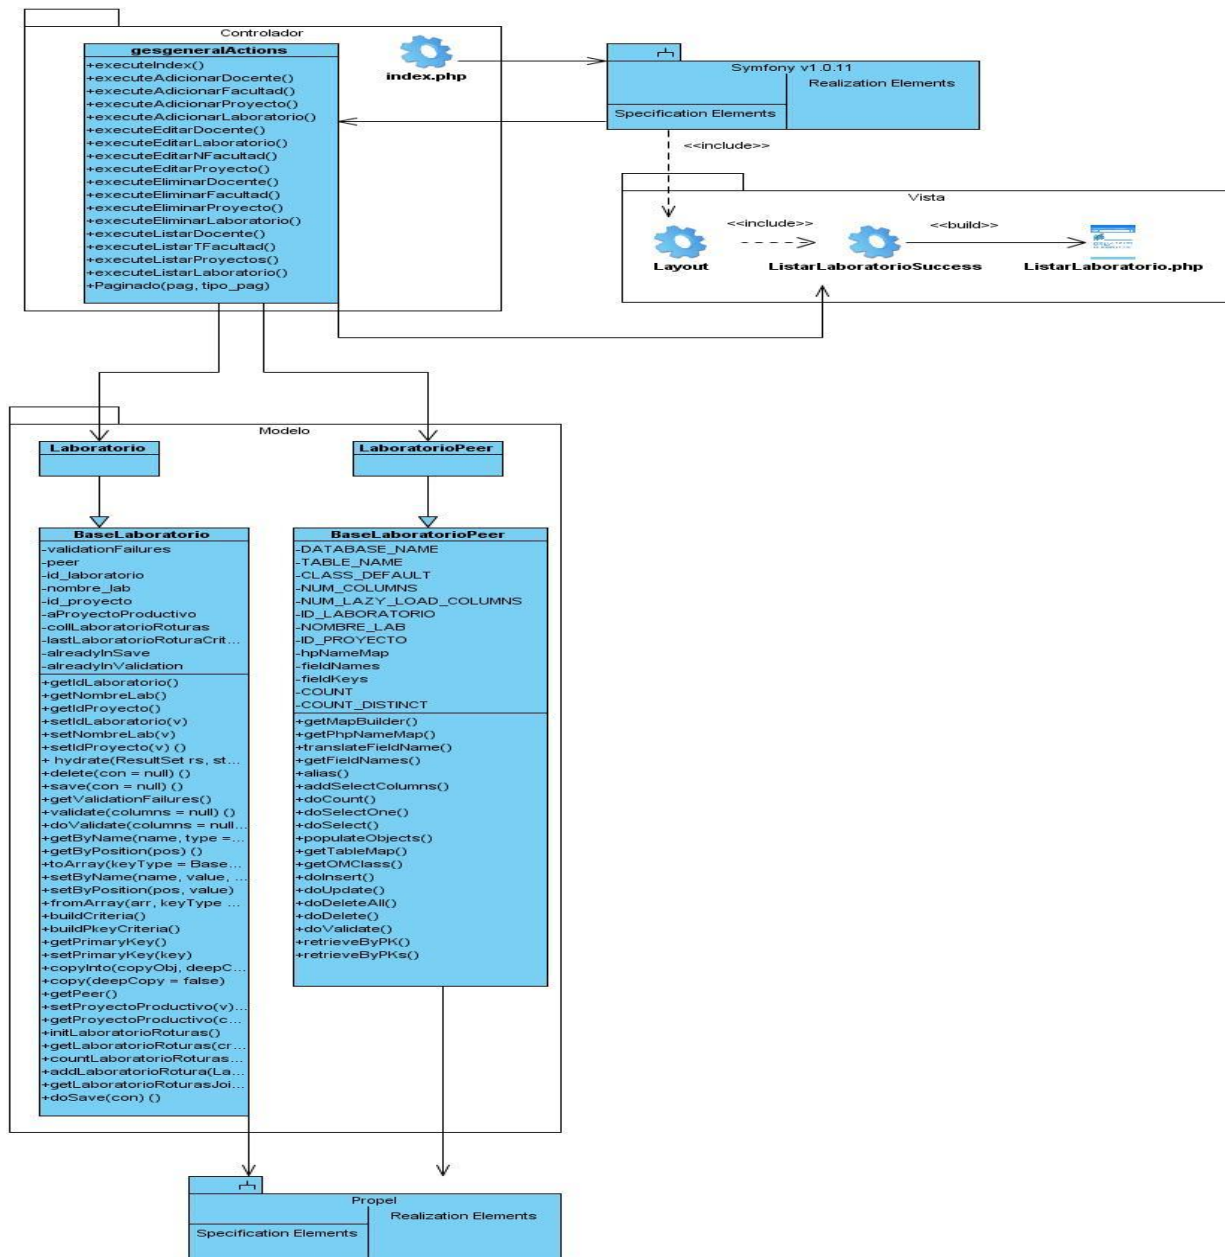 Controlador
gesgeneralActions
+executeIndex()
+executeAdicionarDocente()
+executeAdicionarFacultad()
+executeAdicionarProyecto()
+executeAdicionarLaboratorio()
+executeEditarDocente()
+executeEditarLaboratorio()
+executeEditarNFacultad()
+executeEditarProyecto()
+executeEliminarDocente()
+executeEliminarFacultad()
+executeEliminarProyecto()
+executeEliminarLaboratorio()
+executeListarDocente()
+executeListarTFacultad()
+executeListarProyectos()
+executeListarLaboratorio()
+Paginado(pag, tipo_pag)
index.php
Symfony v1.0.11
Realization Elements
Specification Elements
<<include>>
Vista
<<include>>
<<build>>
Layout
ListarLaboratorioSuccess
ListarLaboratorio.php
Modelo
Laboratorio
LaboratorioPeer
BaseLaboratorio
-validationFailures
-peer
-id_laboratorio
-nombre_lab
-id_proyecto
-aProyectoProductivo
-collLaboratorioRoturas
-lastLaboratorioRoturaCrit...
-alreadyInSave
-alreadyInValidation
+getIdLaboratorio()
+getNombreLab()
+getIdProyecto()
+setIdLaboratorio(v)
+setNombreLab(v)
+setIdProyecto(v) ()
+ hydrate(ResultSet rs, st...
+delete(con = null) ()
+save(con = null) ()
+getValidationFailures()
+validate(columns = null) ()
+doValidate(columns = null...
+getByName(name, type =...
+getByPosition(pos) ()
+toArray(keyType = Base...
+setByName(name, value, ...
+setByPosition(pos, value)
+fromArray(arr, keyType ...
+buildCriteria()
+buildPkeyCriteria()
+getPrimaryKey()
+setPrimaryKey(key)
+copyInto(copyObj, deepC...
+copy(deepCopy = false)
+getPeer()
+setProyectoProductivo(v)...
+getProyectoProductivo(c...
+initLaboratorioRoturas()
+getLaboratorioRoturas(cr...
+countLaboratorioRoturas...
+addLaboratorioRotura(La...
+getLaboratorioRoturasJoi...
+doSave(con) ()
BaseLaboratorioPeer
-DATABASE_NAME
-TABLE_NAME
-CLASS_DEFAULT
-NUM_COLUMNS
-NUM_LAZY_LOAD_COLUMNS
-ID_LABORATORIO
-NOMBRE_LAB
-ID_PROYECTO
-hpNameMap
-fieldNames
-fieldKeys
-COUNT
-COUNT_DISTINCT
+getMapBuilder()
+getPhpNameMap()
+translateFieldName()
+getFieldNames()
+alias()
+addSelectColumns()
+doCount()
+doSelectOne()
+doSelect()
+populateObjects()
+getTableMap()
+getOMClass()
+doInsert()
+doUpdate()
+doDeleteAll()
+doDelete()
+doValidate()
+retrieveByPK()
+retrieveByPKs()
Propel
Realization Elements
Specification Elements